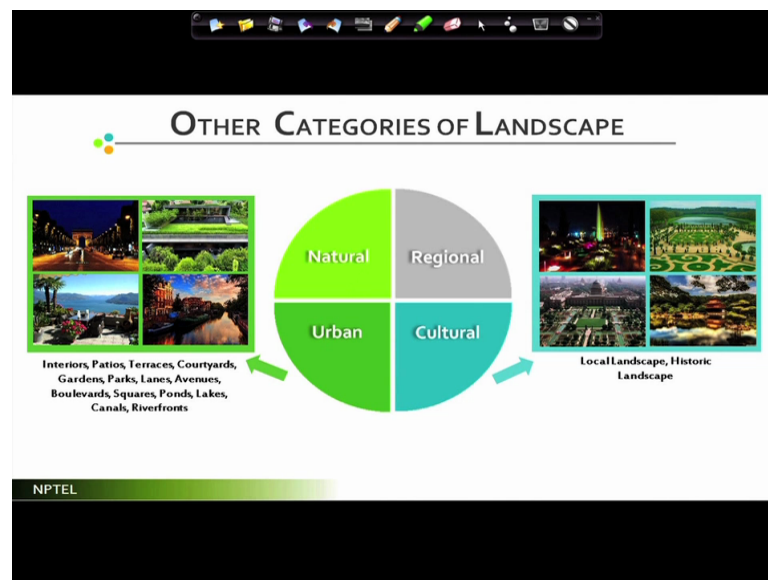 OTHER CATEGORIES OF LANDSCAPE
Natural
Regional
Urban
Cultural
Interiors, Patios, Terraces, Courtyards,
Gardens, Parks, Lanes, Avenues,
Boulevards, Squares, Ponds, Lakes,
Canals, Riverfronts
Local Landscape, Historic
Landscape
NPTEL